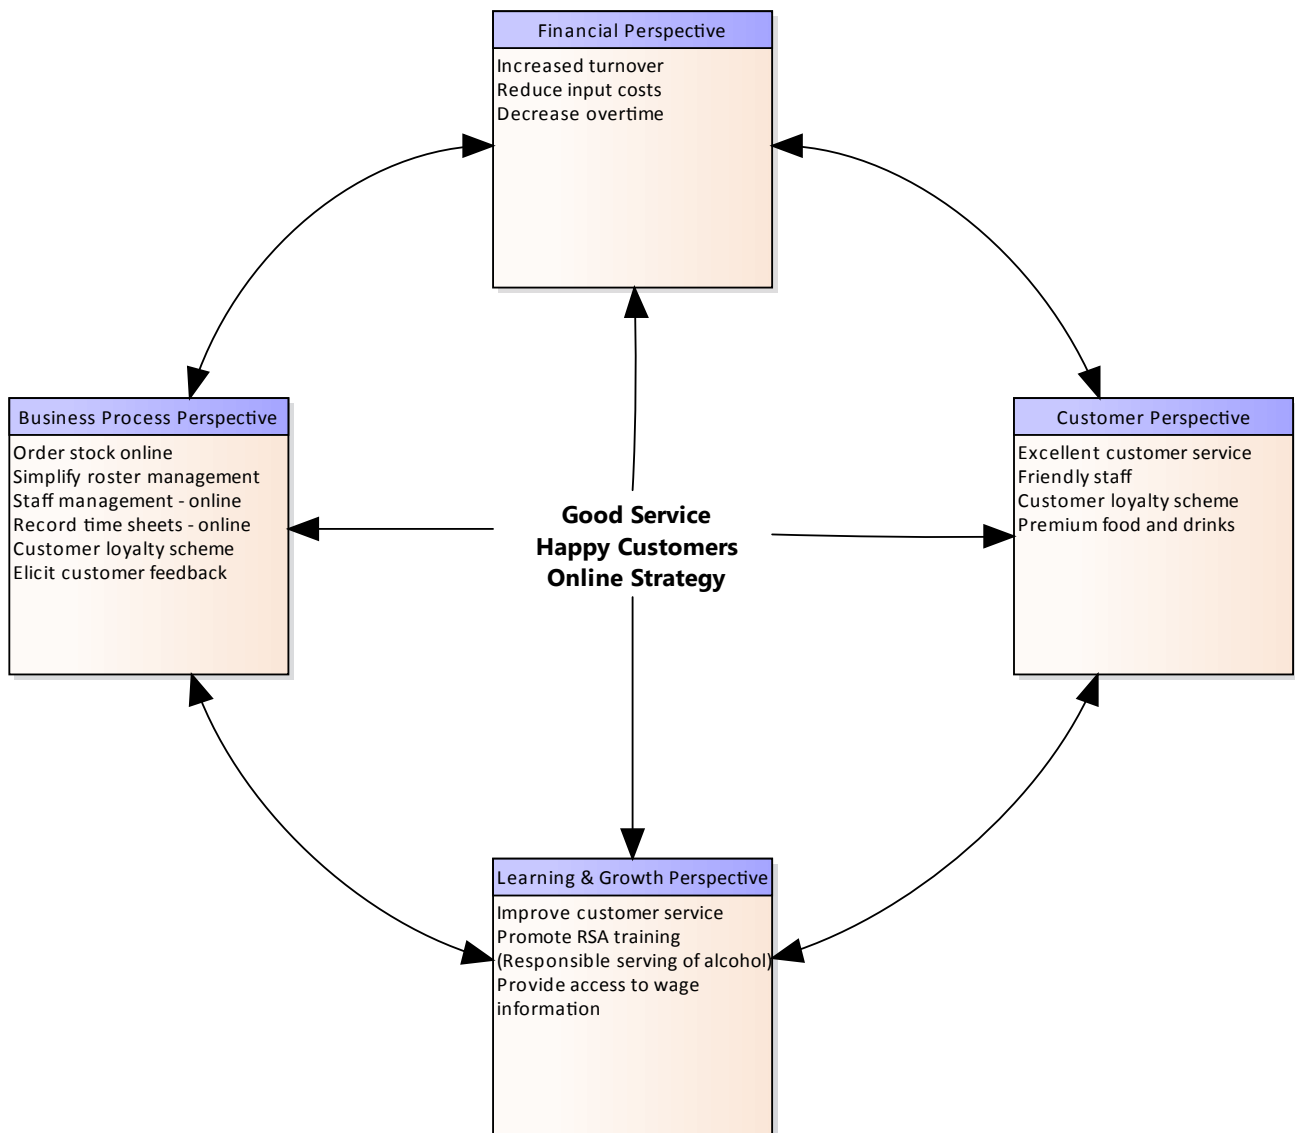 Financial Perspective
Increased turnover
Reduce input costs
Decrease overtime
Business Process Perspective
Order stock online
Simplify roster management
Staff management - online
Record time sheets - online
Customer loyalty scheme
Elicit customer feedback
Good Service
Happy Customers
Online Strategy
Customer Perspective
Excellent customer service
Friendly staff
Customer loyalty scheme
Premium food and drinks
Learning & Growth Perspective
Improve customer service
Promote RSA training
(Responsible serving of alcohol)
Provide access to wage
information